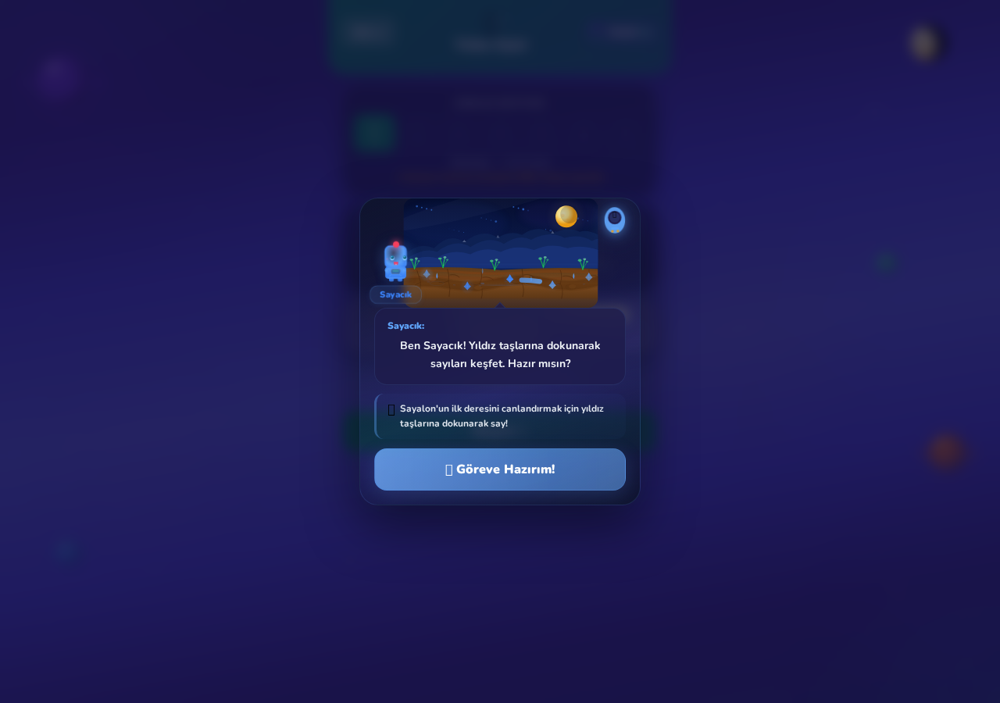 Sayacık
Sayacık:
Ben Sayacık! Yıldız taşlarına dokunarak
sayıları keşfet. Hazır mısın?
Sayalon'un ilk deresini canlandırmak için yıldız
taşlarına dokunarak say!
Göreve Hazırım!